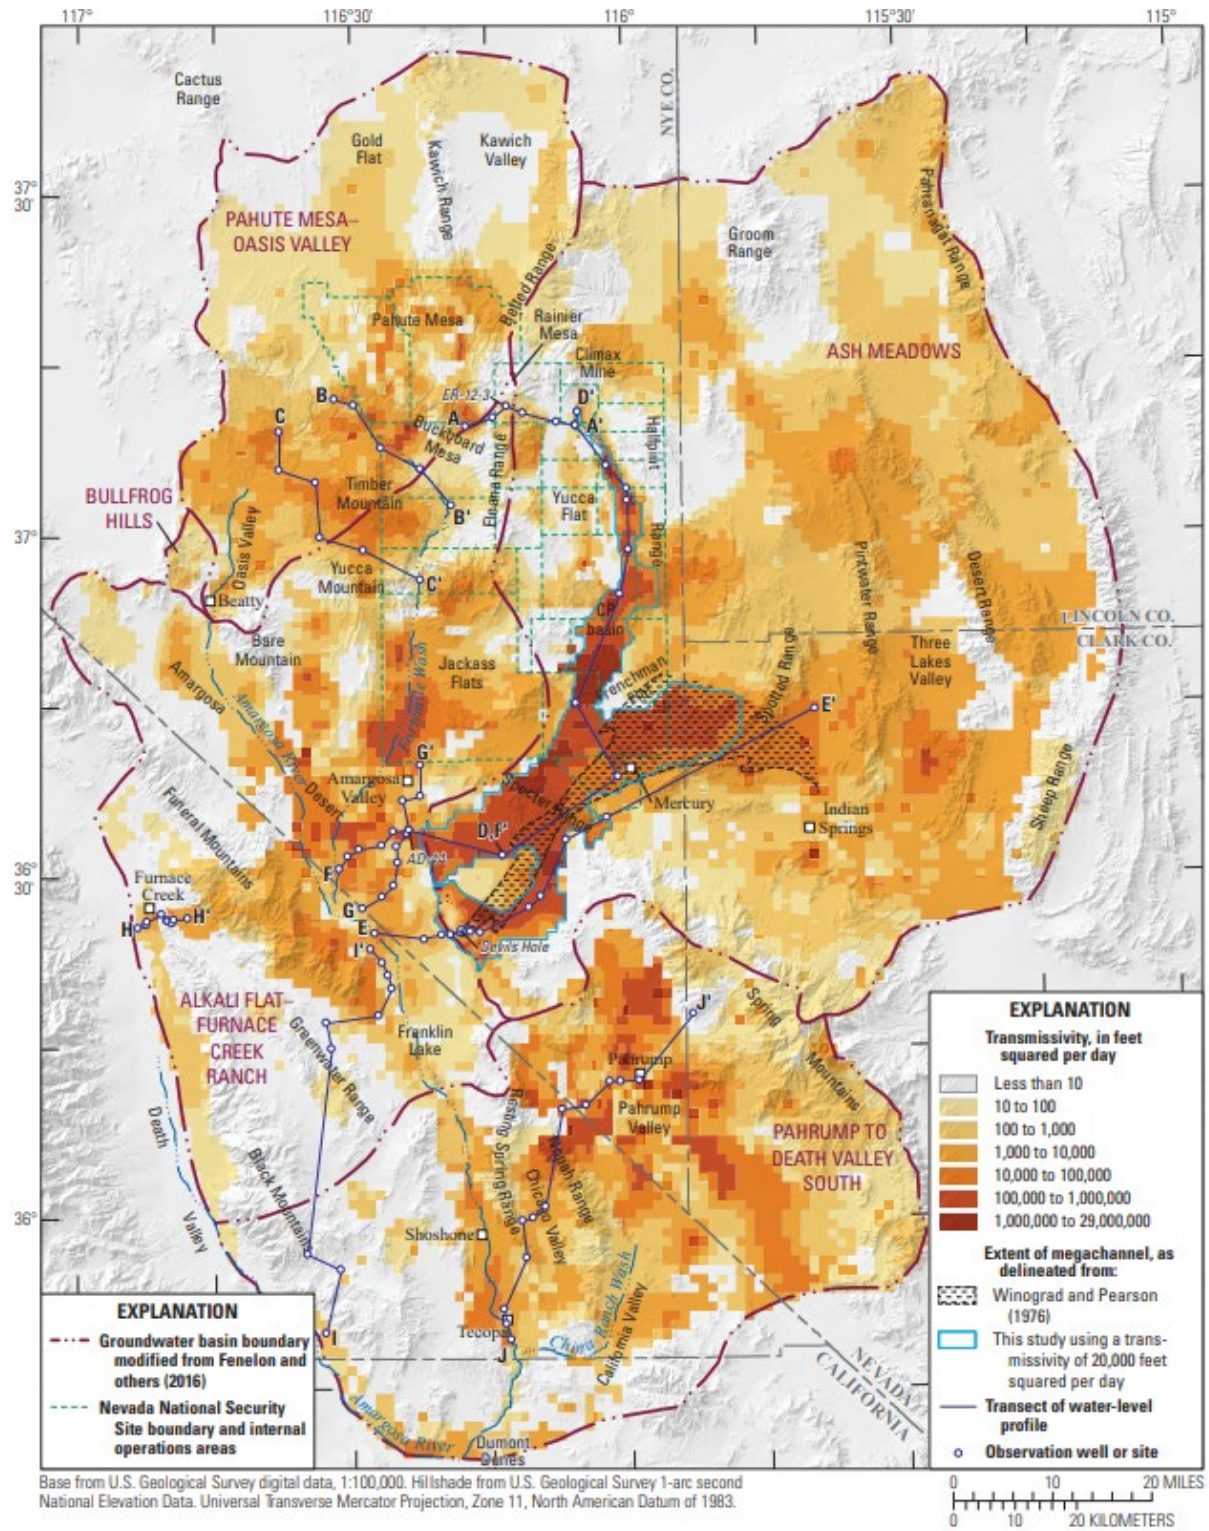 117°
116°30'
116°
115°30'
115°
Cactus
Range
Gold
Flat
Kawich Range
Kawich
Valley
NYE CO.
37°
30'
PAHUTE MESA–
OASIS VALLEY
Groom
Range
Pahranagat Range
Belted Range
Pahute Mesa
Rainier
Mesa
Climax
Mine
ASH MEADOWS
ER-12-3
B
C
A
D'
A'
Buckboard
Mesa
Eleana Range
Halfpint
Range
Timber
Mountain
B'
Yucca
Flat
BULLFROG
HILLS
Oasis Valley
37°
Yucca
Mountain
C'
Beatty
Pintwater Range
Desert Range
CP
basin
LINCOLN CO.
CLARK CO.
Bare
Mountain
Jackass
Flats
Fortymile Wash
Frenchman
Flat
Spotted Range
Three
Lakes
Valley
Amargosa
Desert
Amargosa River
E'
G'
Amargosa
Valley
Specter Range
Mercury
Indian
Springs
Sheep Range
Funeral Mountains
D,F'
AD-4A
F
36°
30'
Furnace
Creek
H
H'
G
E
I'
Devils Hole
ALKALI FLAT–
FURNACE
CREEK
RANCH
Greenwater Range
Franklin
Lake
J'
Spring
Mountains
Pahrump
Pahrump
Valley
Death
Valley
Black Mountains
Resting Spring Range
Nopah Range
Chicago Valley
PAHRUMP TO
DEATH VALLEY
SOUTH
36°
Shoshone
Tecopa
J
I
China Ranch Wash
California Valley
NEVADA
CALIFORNIA
Amargosa River
Dumont
Dunes
EXPLANATION
Groundwater basin boundary
modified from Fenelon and
others (2016)
Nevada National Security
Site boundary and internal
operations areas
EXPLANATION
Transmissivity, in feet
squared per day
Less than 10
10 to 100
100 to 1,000
1,000 to 10,000
10,000 to 100,000
100,000 to 1,000,000
1,000,000 to 29,000,000
Extent of megachannel, as
delineated from:
Winograd and Pearson
(1976)
This study using a trans-
missivity of 20,000 feet
squared per day
Transect of water-level
profile
Observation well or site
0 10 20 MILES
0 10 20 KILOMETERS
Base from U.S. Geological Survey digital data, 1:100,000. Hillshade from U.S. Geological Survey 1-arc second
National Elevation Data. Universal Transverse Mercator Projection, Zone 11, North American Datum of 1983.